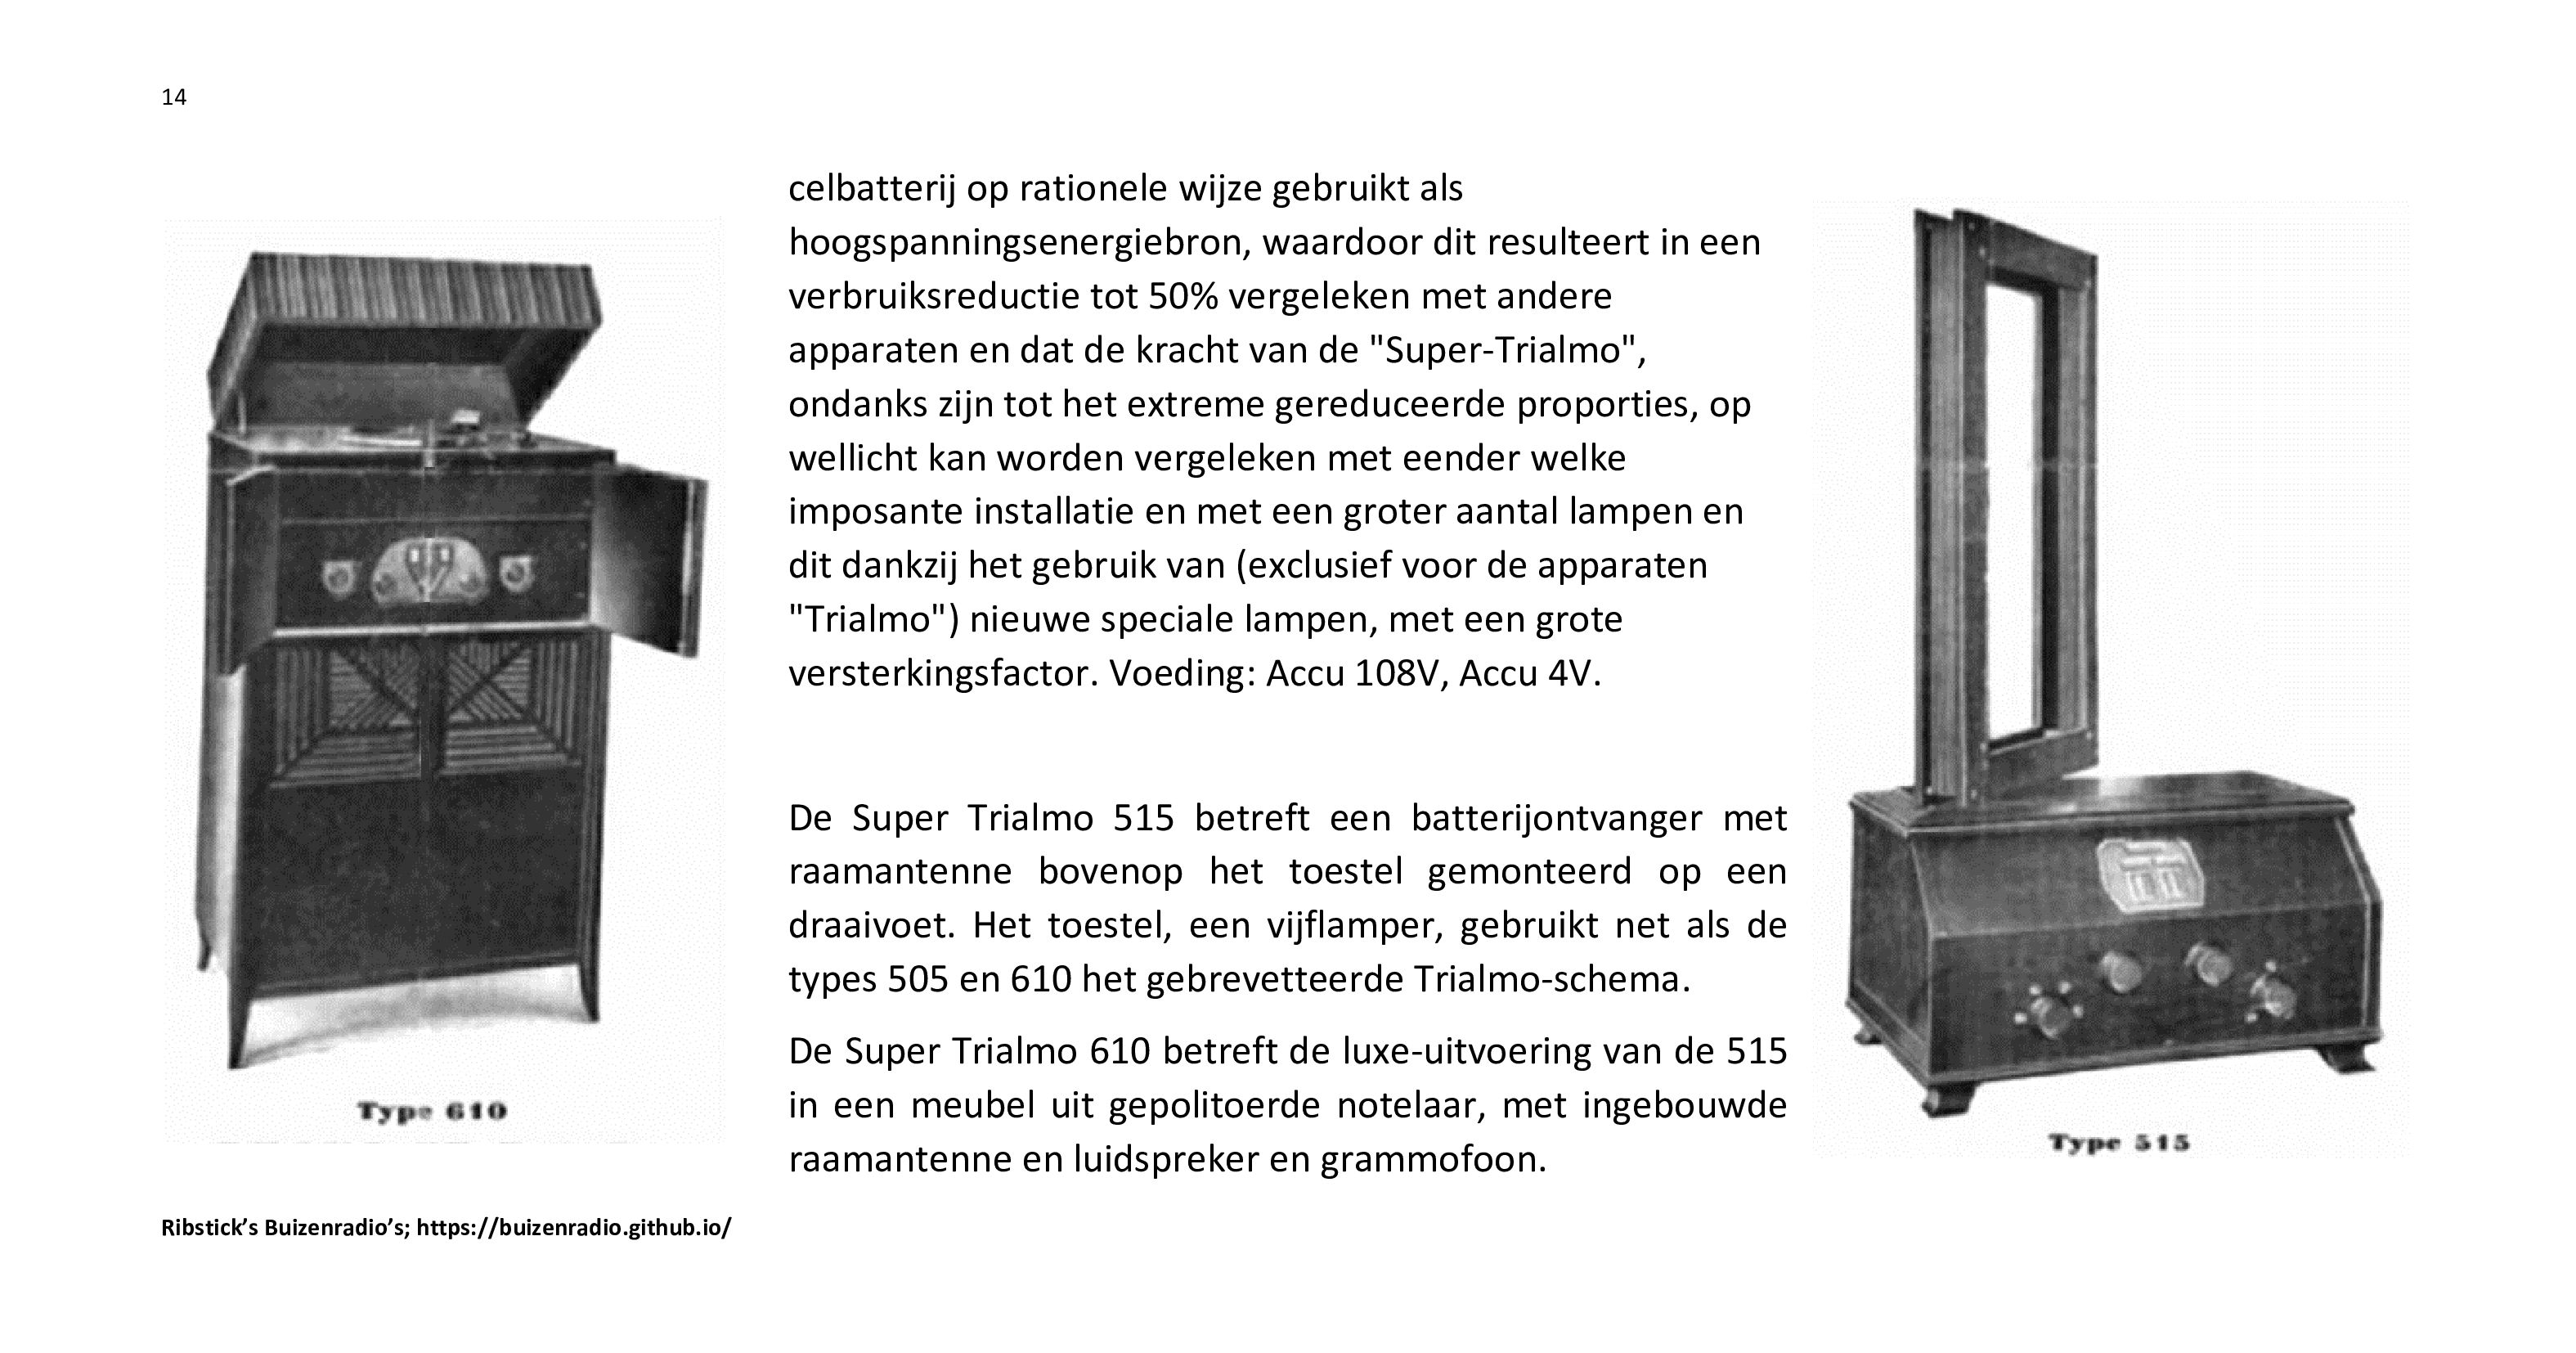 14
celbatterij op rationele wijze gebruikt als
hoogspanningsenergiebron, waardoor dit resulteert in een
verbruiksreductie tot 50% vergeleken met andere
apparaten en dat de kracht van de "Super-Trialmo",
ondanks zijn tot het extreme gereduceerde proporties, op
wellicht kan worden vergeleken met eender welke
imposante installatie en met een groter aantal lampen en
dit dankzij het gebruik van (exclusief voor de apparaten
"Trialmo") nieuwe speciale lampen, met een grote
versterkingsfactor. Voeding: Accu 108V, Accu 4V.
De Super Trialmo 515 betreft een batterijontvanger met
raamantenne bovenop het toestel gemonteerd op een
draaivoet. Het toestel, een vijflamper, gebruikt net als de
types 505 en 610 het gebrevetteerde Trialmo-schema.
De Super Trialmo 610 betreft de luxe-uitvoering van de 515
in een meubel uit gepolitoerde notelaar, met ingebouwde
raamantenne en luidspreker en grammofoon.
Type 610
Type 515
Ribstick’s Buizenradio’s; https://buizenradio.github.io/